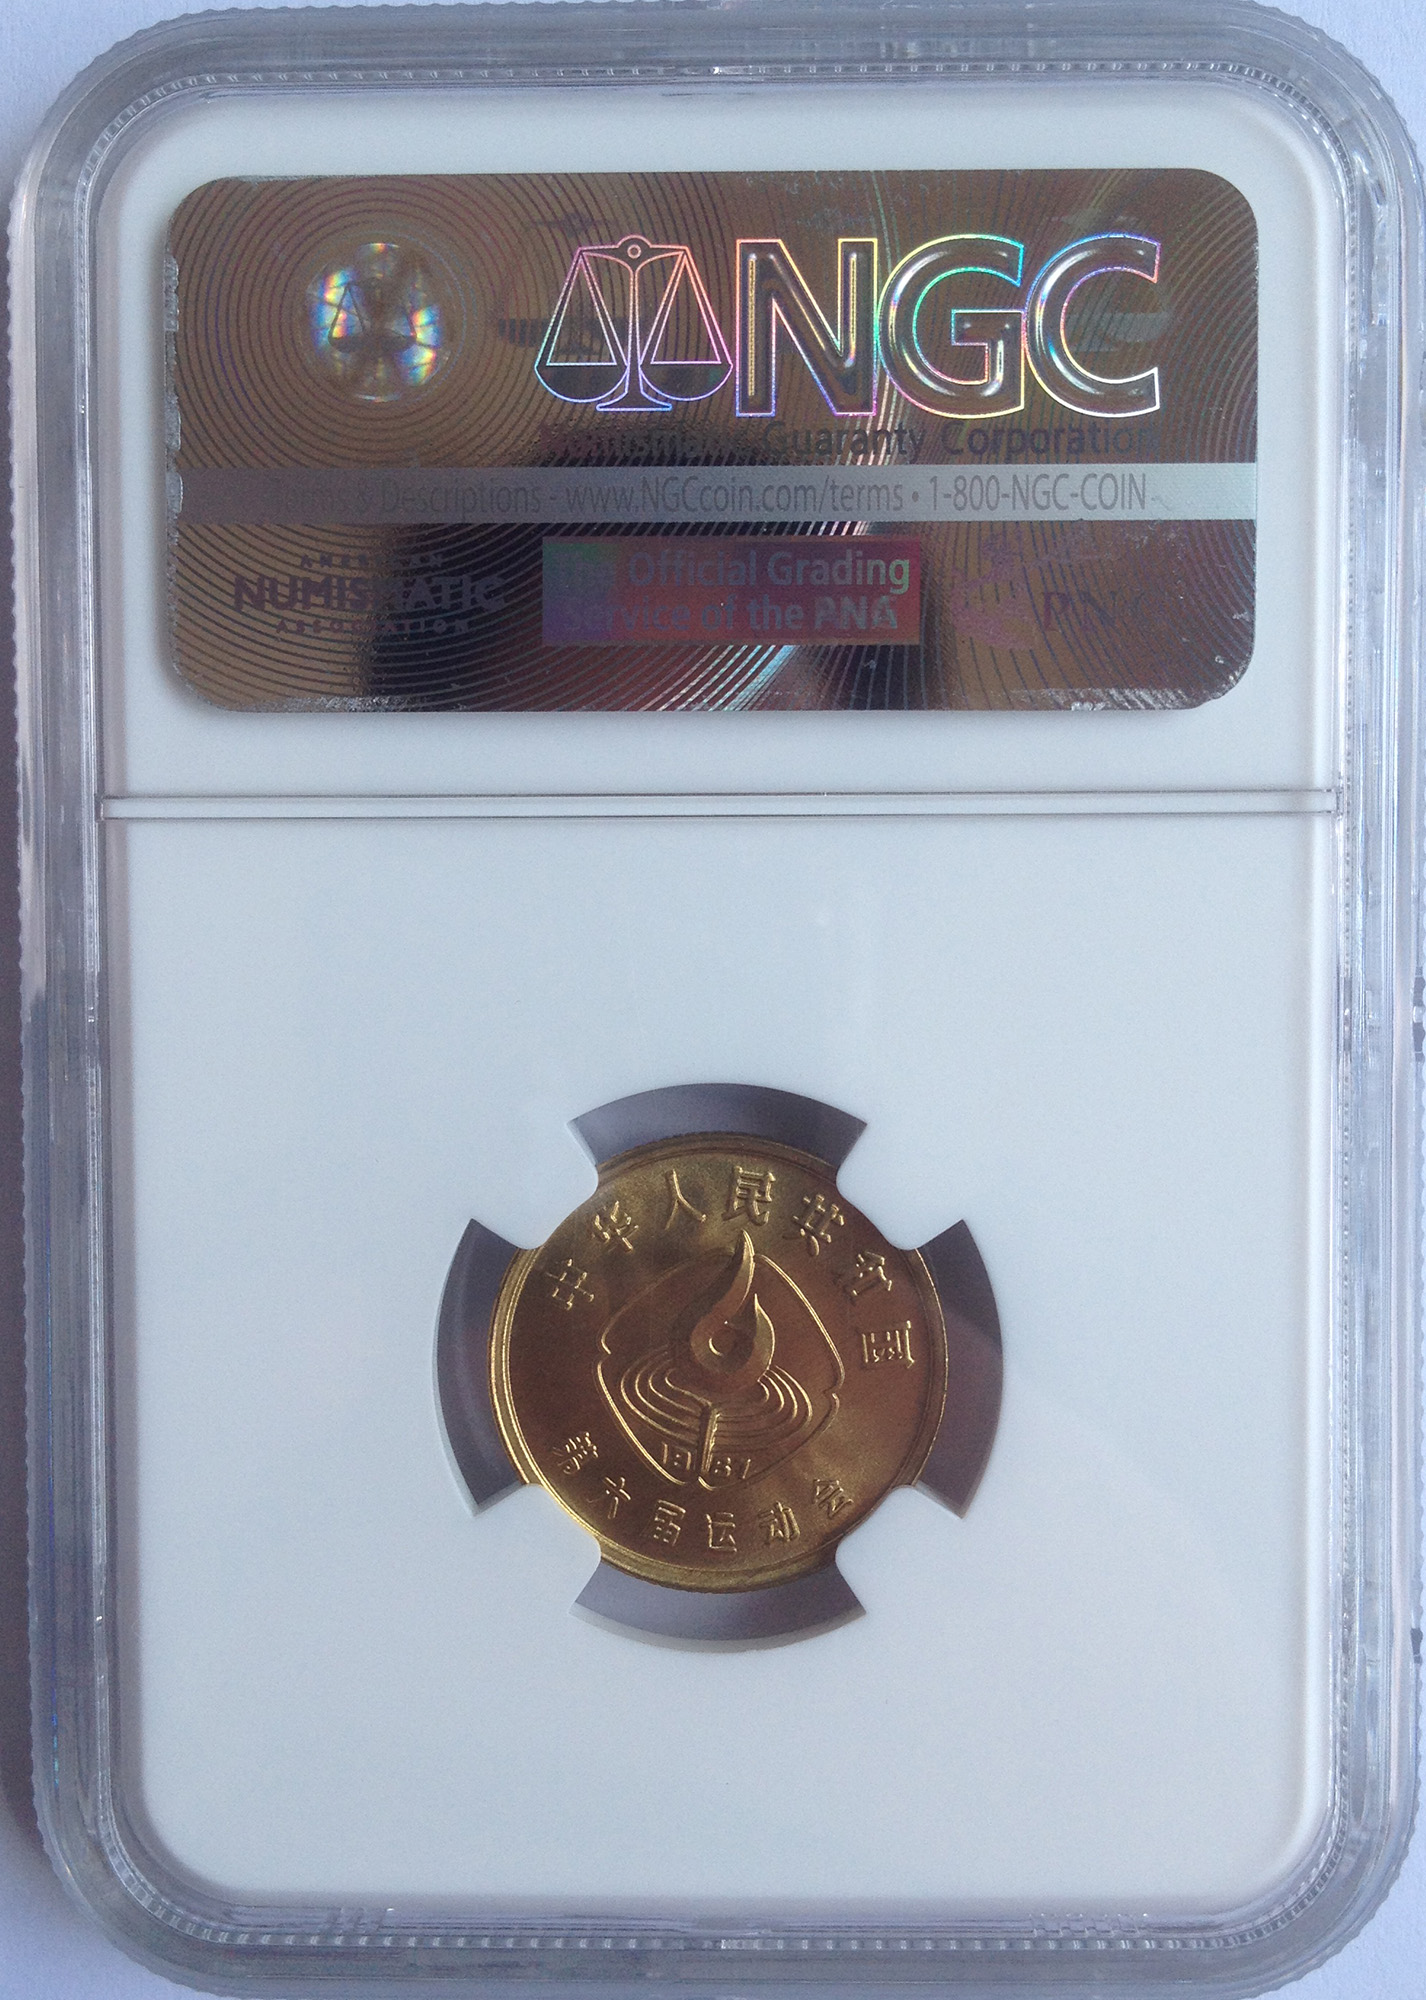 NGC
Numismatic Guaranty Corporation
Descriptions - www.NGCcoin.com/terms • 1-800-NGC-COIN
AMERICAN
NUMISMATIC
ASSOCIATION
The Official Grading
Service of the PNG
PNG
中华人民共和国
1987
第六届运动会